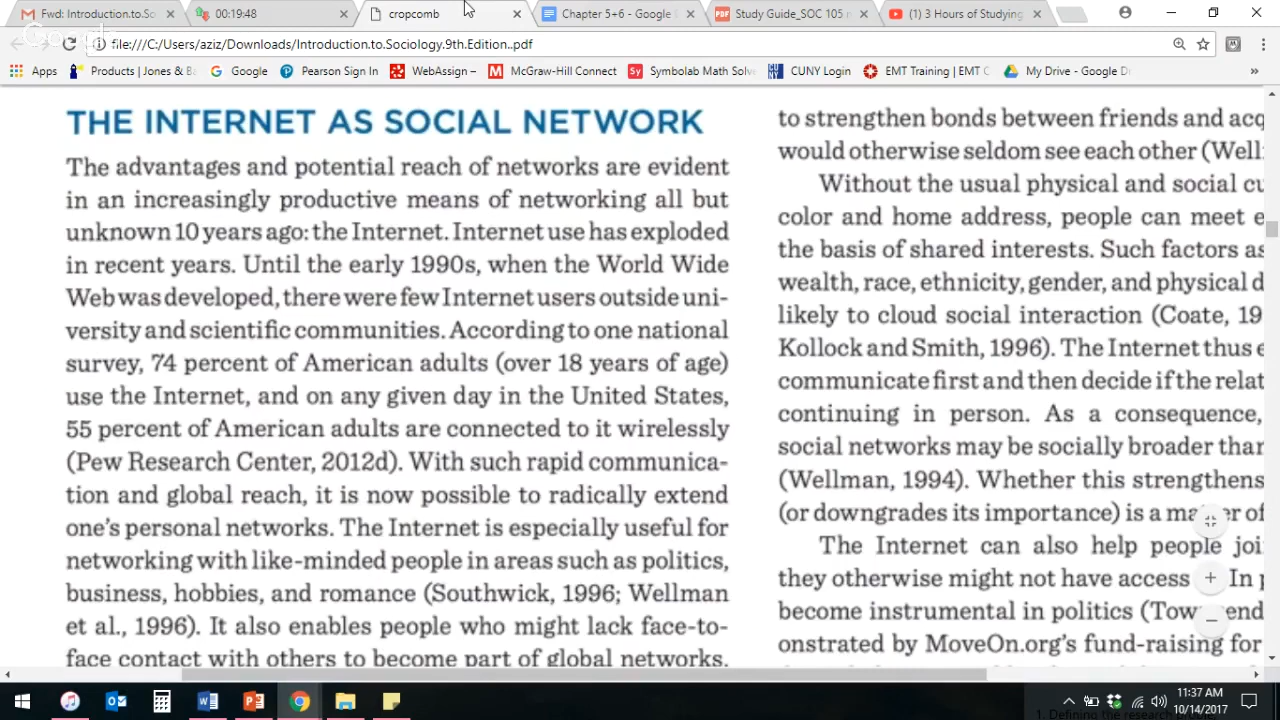 Fwd: Introduction.to.So
00:19:48
cropcomb
Chapter 5+6 - Google
Study Guide_SOC 105 m
(1) 3 Hours of Studying
Google
file:///C:/Users/aziz/Downloads/Introduction.to.Sociology.9th.Edition..pdf
Apps
Products | Jones & Ba
Google
Pearson Sign In
WebAssign –
McGraw-Hill Connect
Symbolab Math Solv
CUNY Login
EMT Training | EMT C
My Drive - Google Dr
»
THE INTERNET AS SOCIAL NETWORK
The advantages and potential reach of networks are evident
in an increasingly productive means of networking all but
unknown 10 years ago: the Internet. Internet use has exploded
in recent years. Until the early 1990s, when the World Wide
Web was developed, there were few Internet users outside uni-
versity and scientific communities. According to one national
survey, 74 percent of American adults (over 18 years of age)
use the Internet, and on any given day in the United States,
55 percent of American adults are connected to it wirelessly
(Pew Research Center, 2012d). With such rapid communica-
tion and global reach, it is now possible to radically extend
one's personal networks. The Internet is especially useful for
networking with like-minded people in areas such as politics,
business, hobbies, and romance (Southwick, 1996; Wellman
et al., 1996). It also enables people who might lack face-to-
face contact with others to become part of global networks.
to strengthen bonds between friends and acq
would otherwise seldom see each other (Well
Without the usual physical and social cu
color and home address, people can meet e
the basis of shared interests. Such factors as
wealth, race, ethnicity, gender, and physical d
likely to cloud social interaction (Coate, 19
Kollock and Smith, 1996). The Internet thus e
communicate first and then decide if the relat
continuing in person. As a consequence,
social networks may be socially broader than
(Wellman, 1994). Whether this strengthens
(or downgrades its importance) is a matter of
The Internet can also help people joi
they otherwise might not have access In p
become instrumental in politics (Townsend
onstrated by MoveOn.org's fund-raising for
11:37 AM
10/14/2017
1. Defining the research